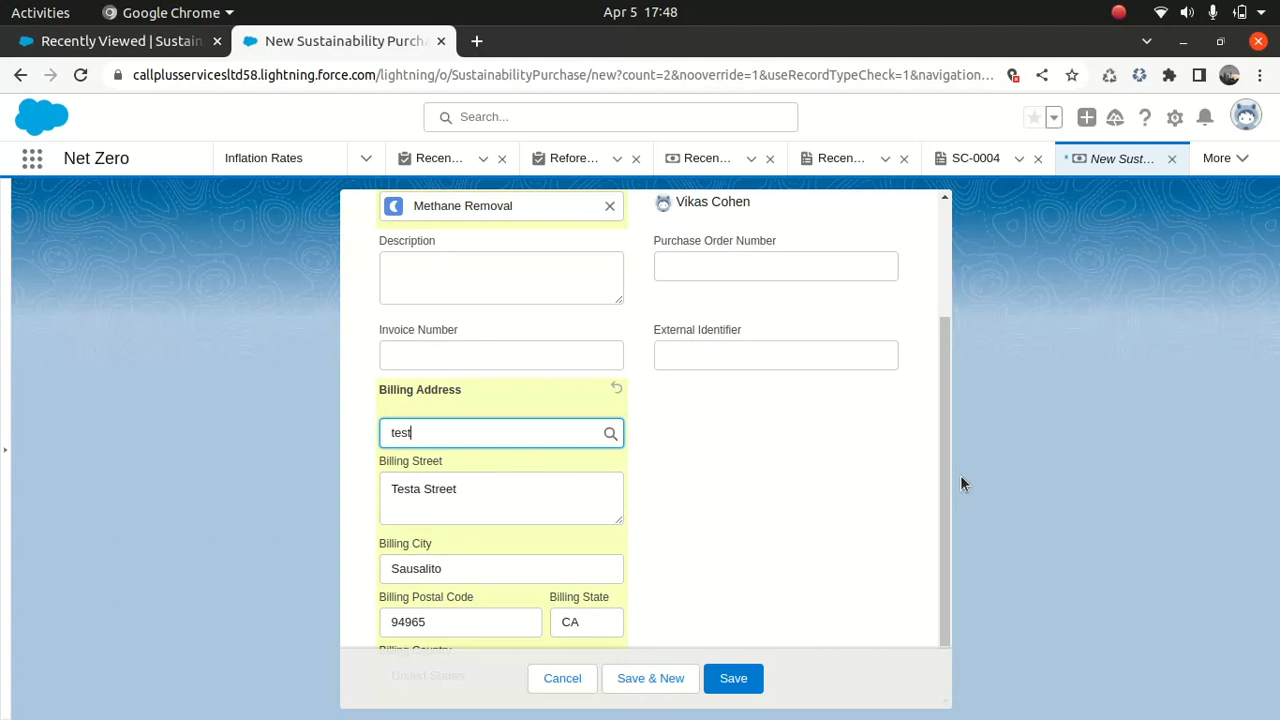 Activities
Google Chrome
Apr 5 17:48
Recently Viewed | Sustain
New Sustainability Purch
callplusservicesltd58.lightning.force.com/lightning/o/SustainabilityPurchase/new?count=2&nooverride=1&useRecordTypeCheck=1&navigation...
Search...
Net Zero
Inflation Rates
Recen...
Refore...
Recen...
Recen...
SC-0004
* New Sust...
More
Methane Removal
Vikas Cohen
Description
Purchase Order Number
Invoice Number
External Identifier
Billing Address
test
Billing Street
Testa Street
Billing City
Sausalito
Billing Postal Code
Billing State
94965
CA
Billing Country
United States
Cancel
Save & New
Save